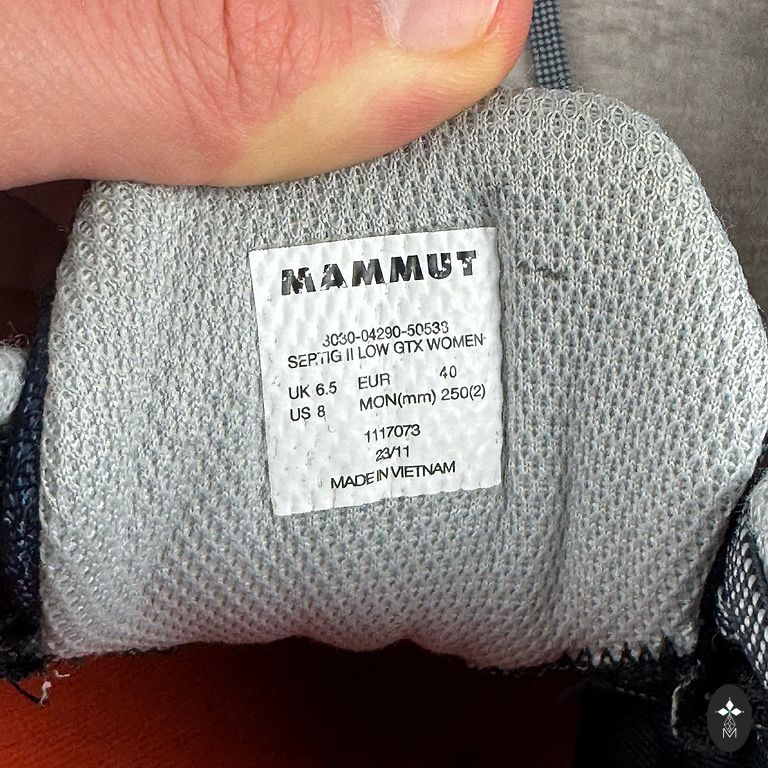 MAMMUT
3030-04290-50533
SERTIG II LOW GTX WOMEN
UK 6.5 EUR 40
US 8 MON(mm) 250(2)
1117073
23/11
MADE IN VIETNAM
M